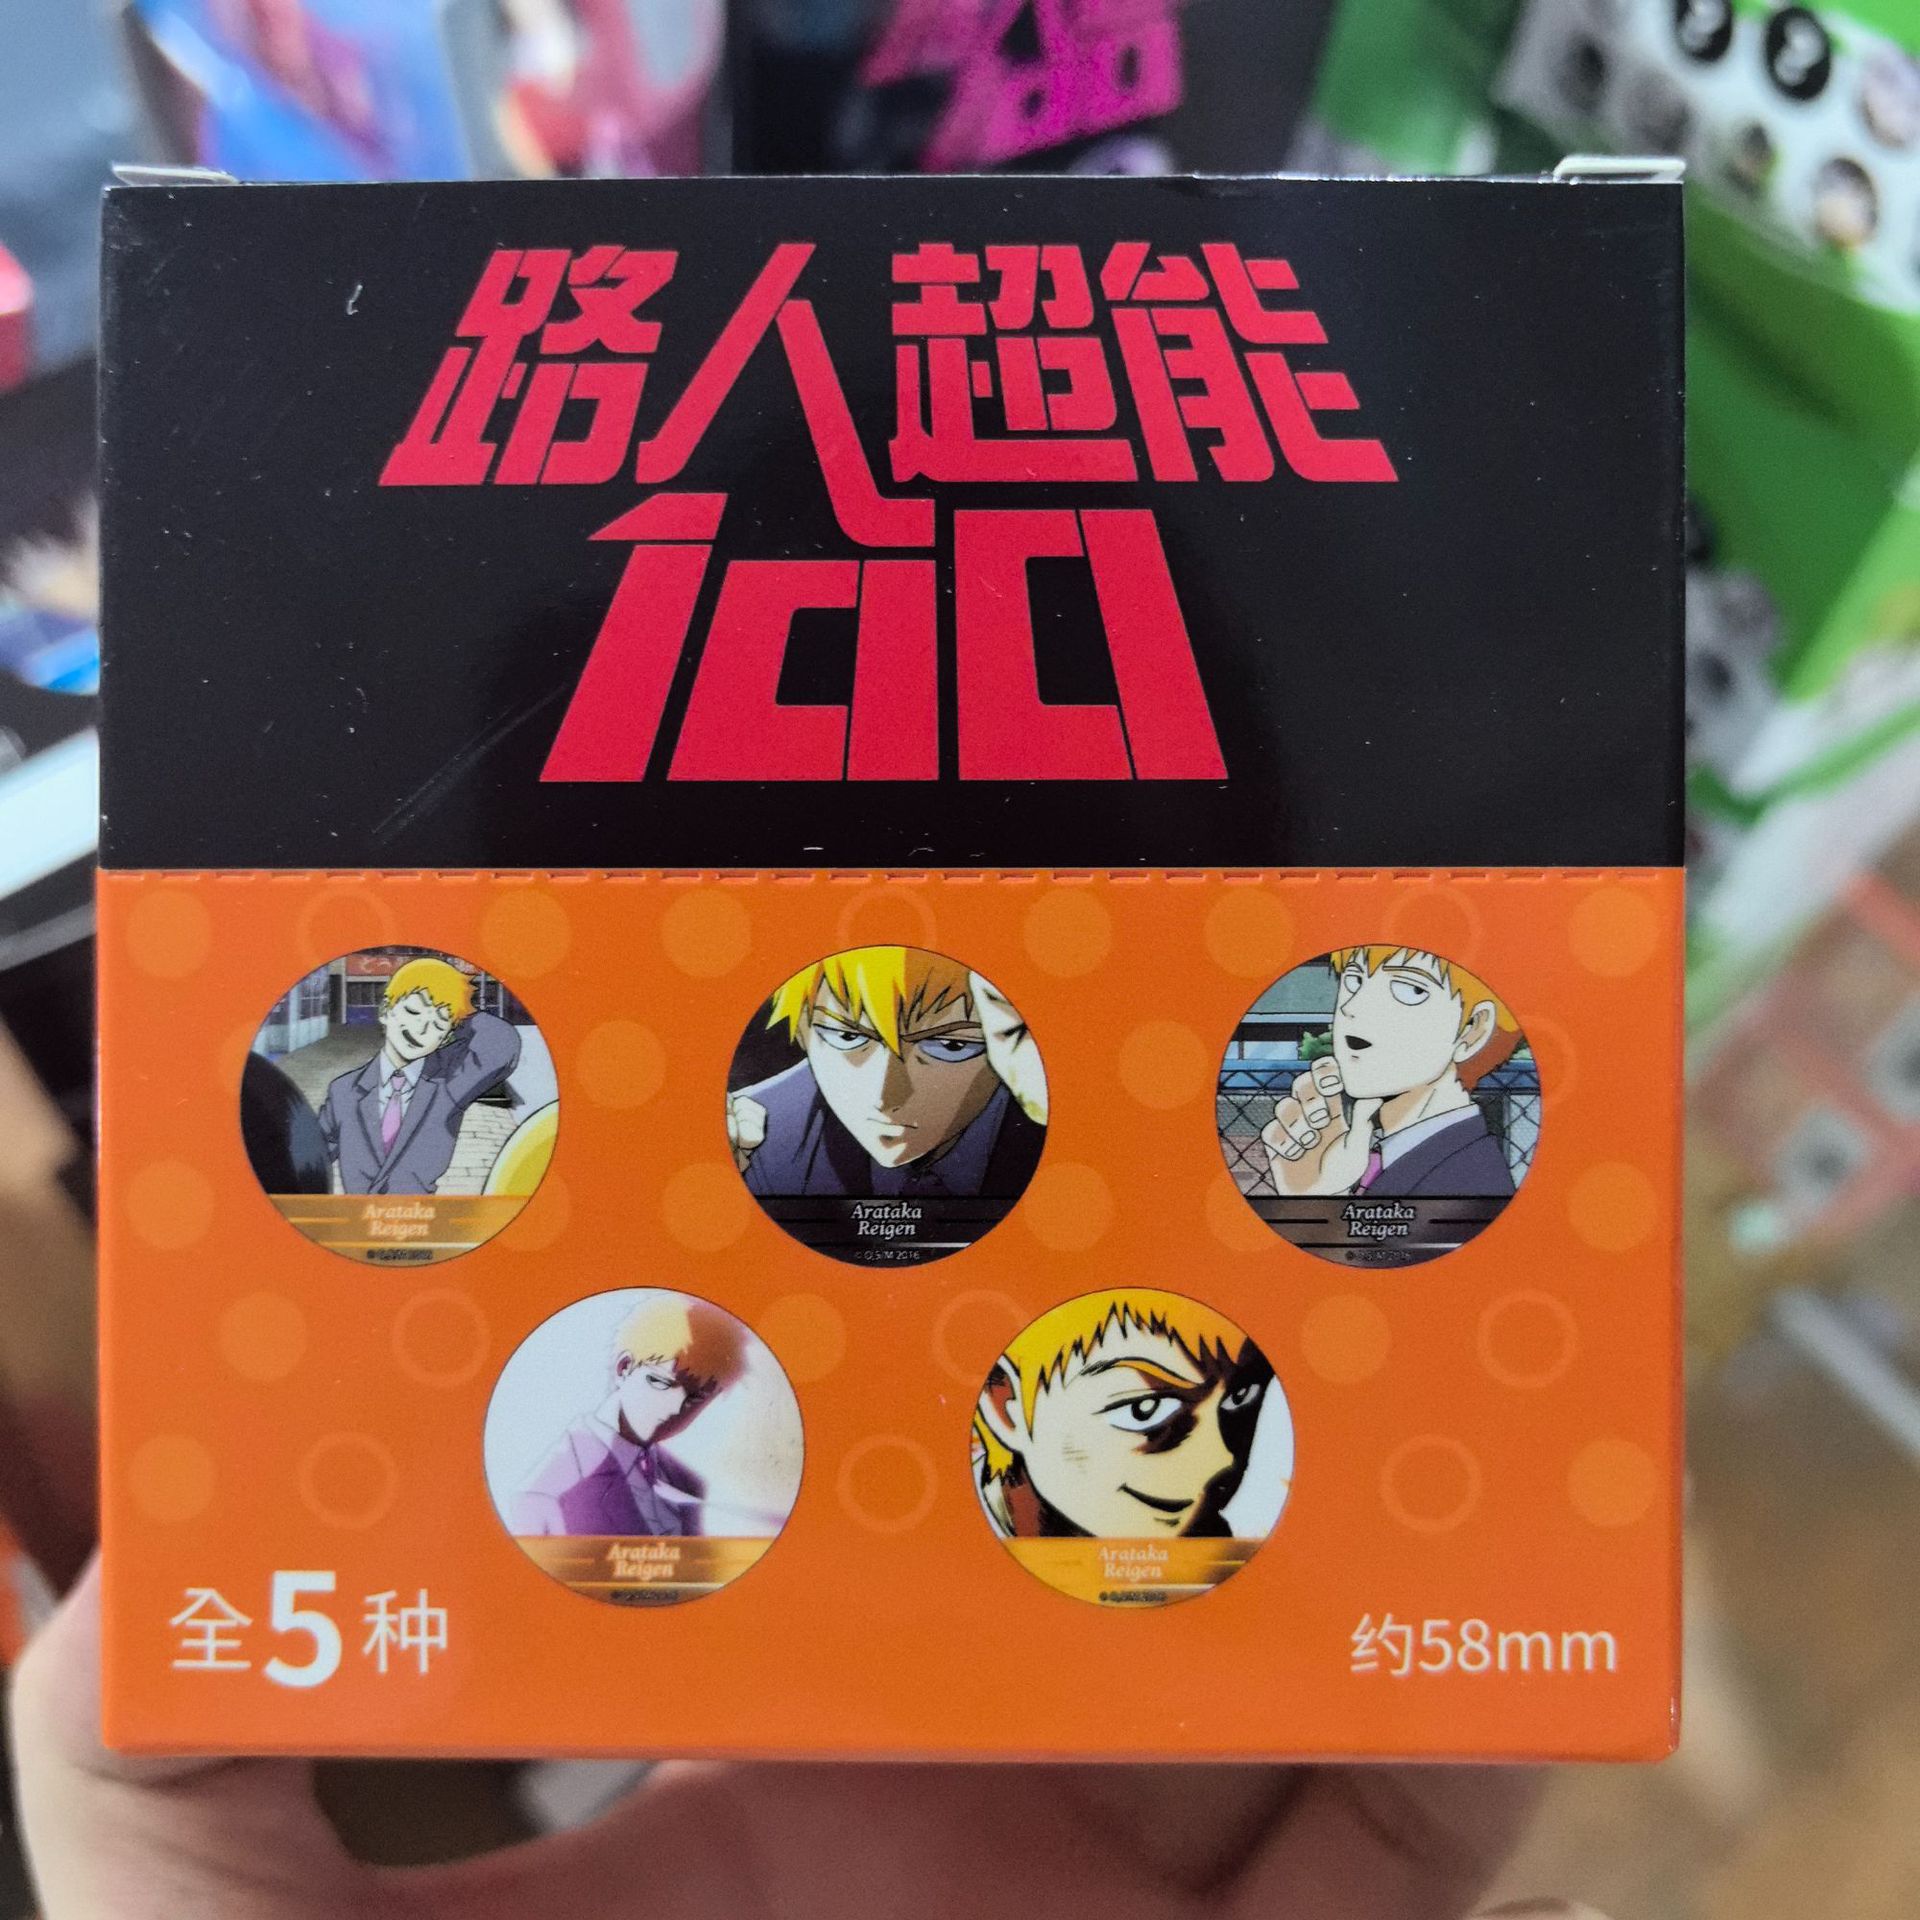 路人超能
100
Arataka
Reigen
Arataka
Reigen
© O,S/M 2016
Arataka
Reigen
Arataka
Reigen
Arataka
Reigen
全5种
约58mm